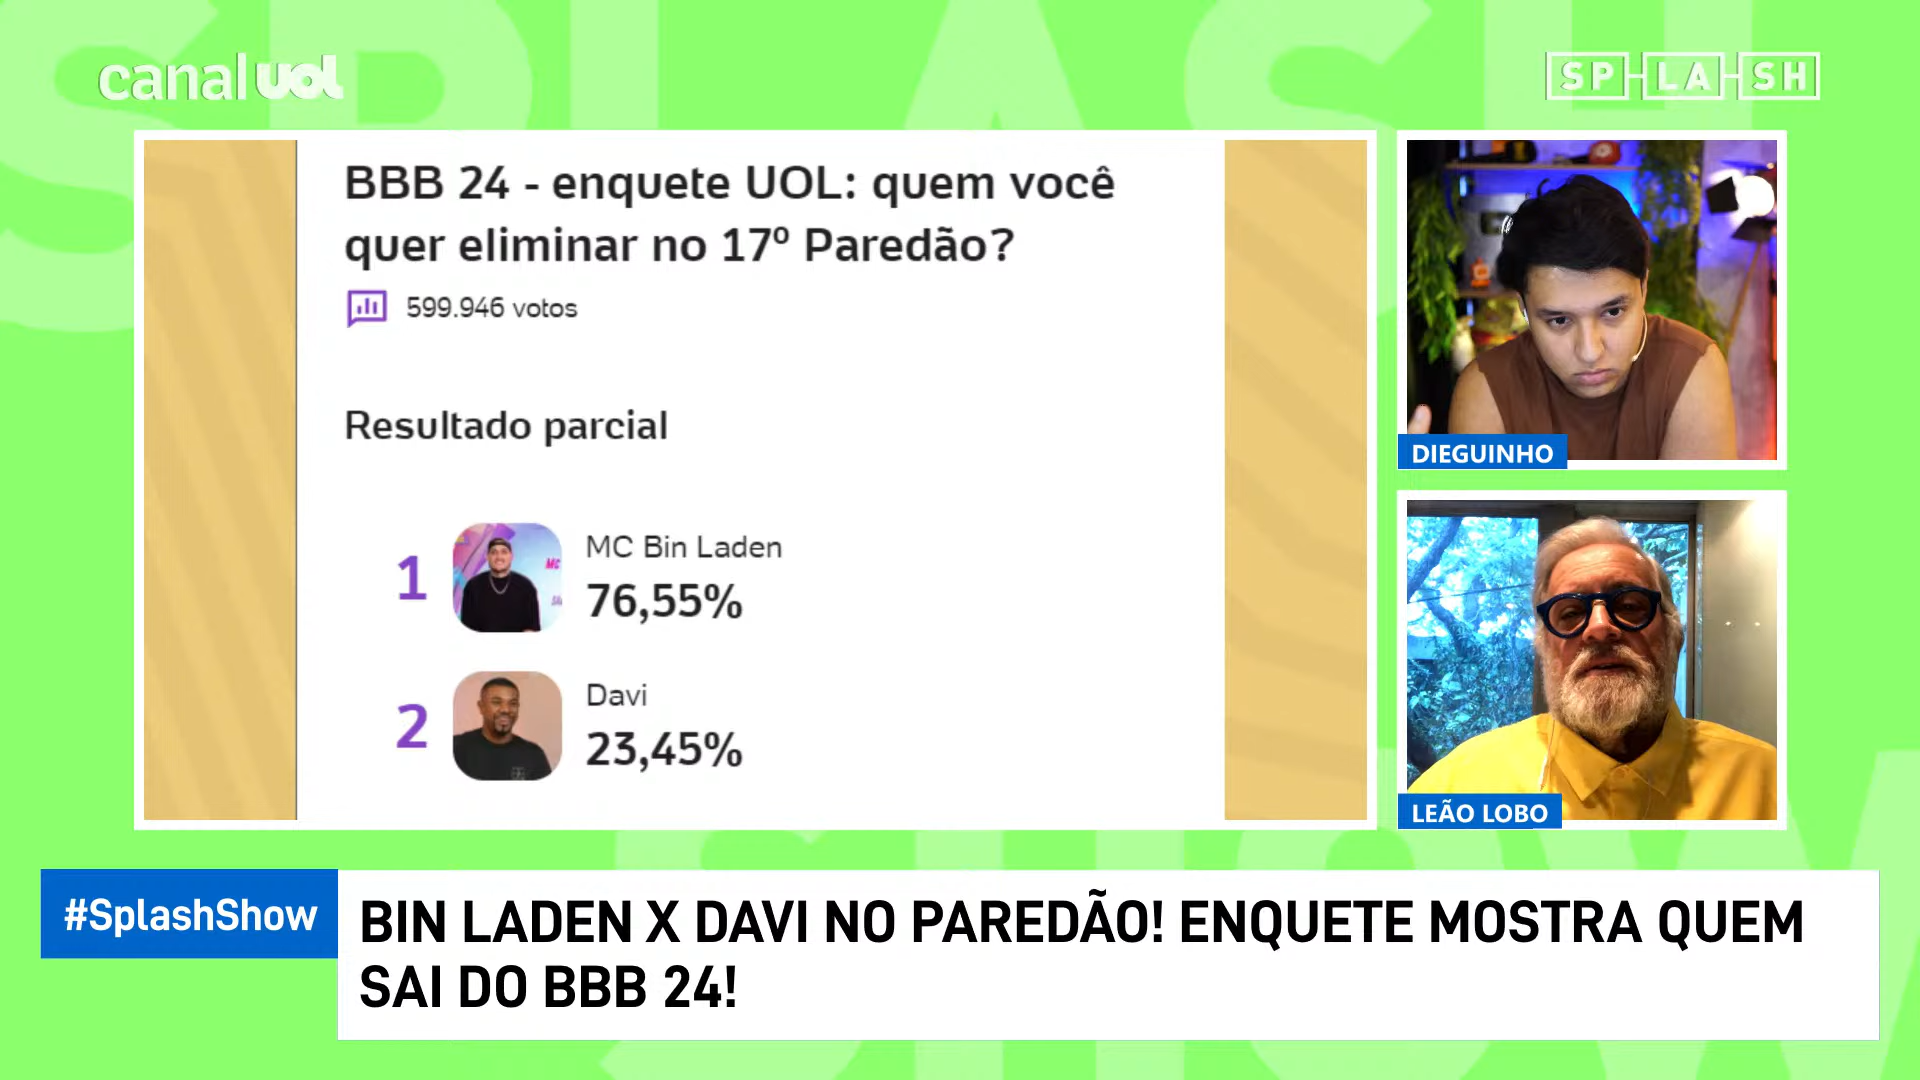 canal UOL
SPLASH
BBB 24 - enquete UOL: quem você
quer eliminar no 17º Paredão?
599.946 votos
Resultado parcial
1
MC Bin Laden
76,55%
2
Davi
23,45%
DIEGUINHO
LEÃO LOBO
#SplashShow
BIN LADEN X DAVI NO PAREDÃO! ENQUETE MOSTRA QUEM
SAI DO BBB 24!